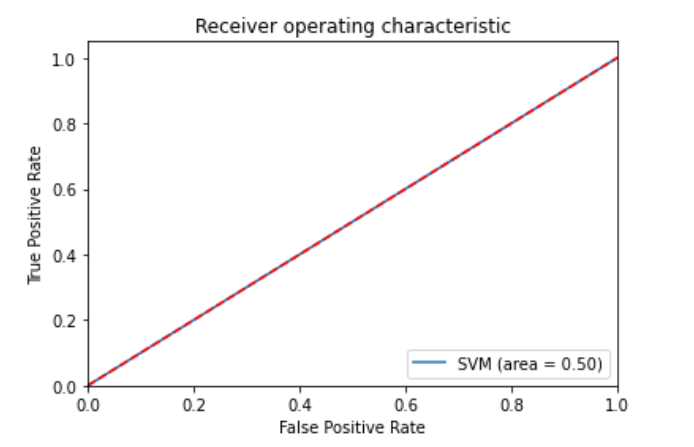 Receiver operating characteristic
True Positive Rate
1.0
0.8
0.6
0.4
0.2
0.0
SVM (area = 0.50)
0.0 0.2 0.4 0.6 0.8 1.0
False Positive Rate